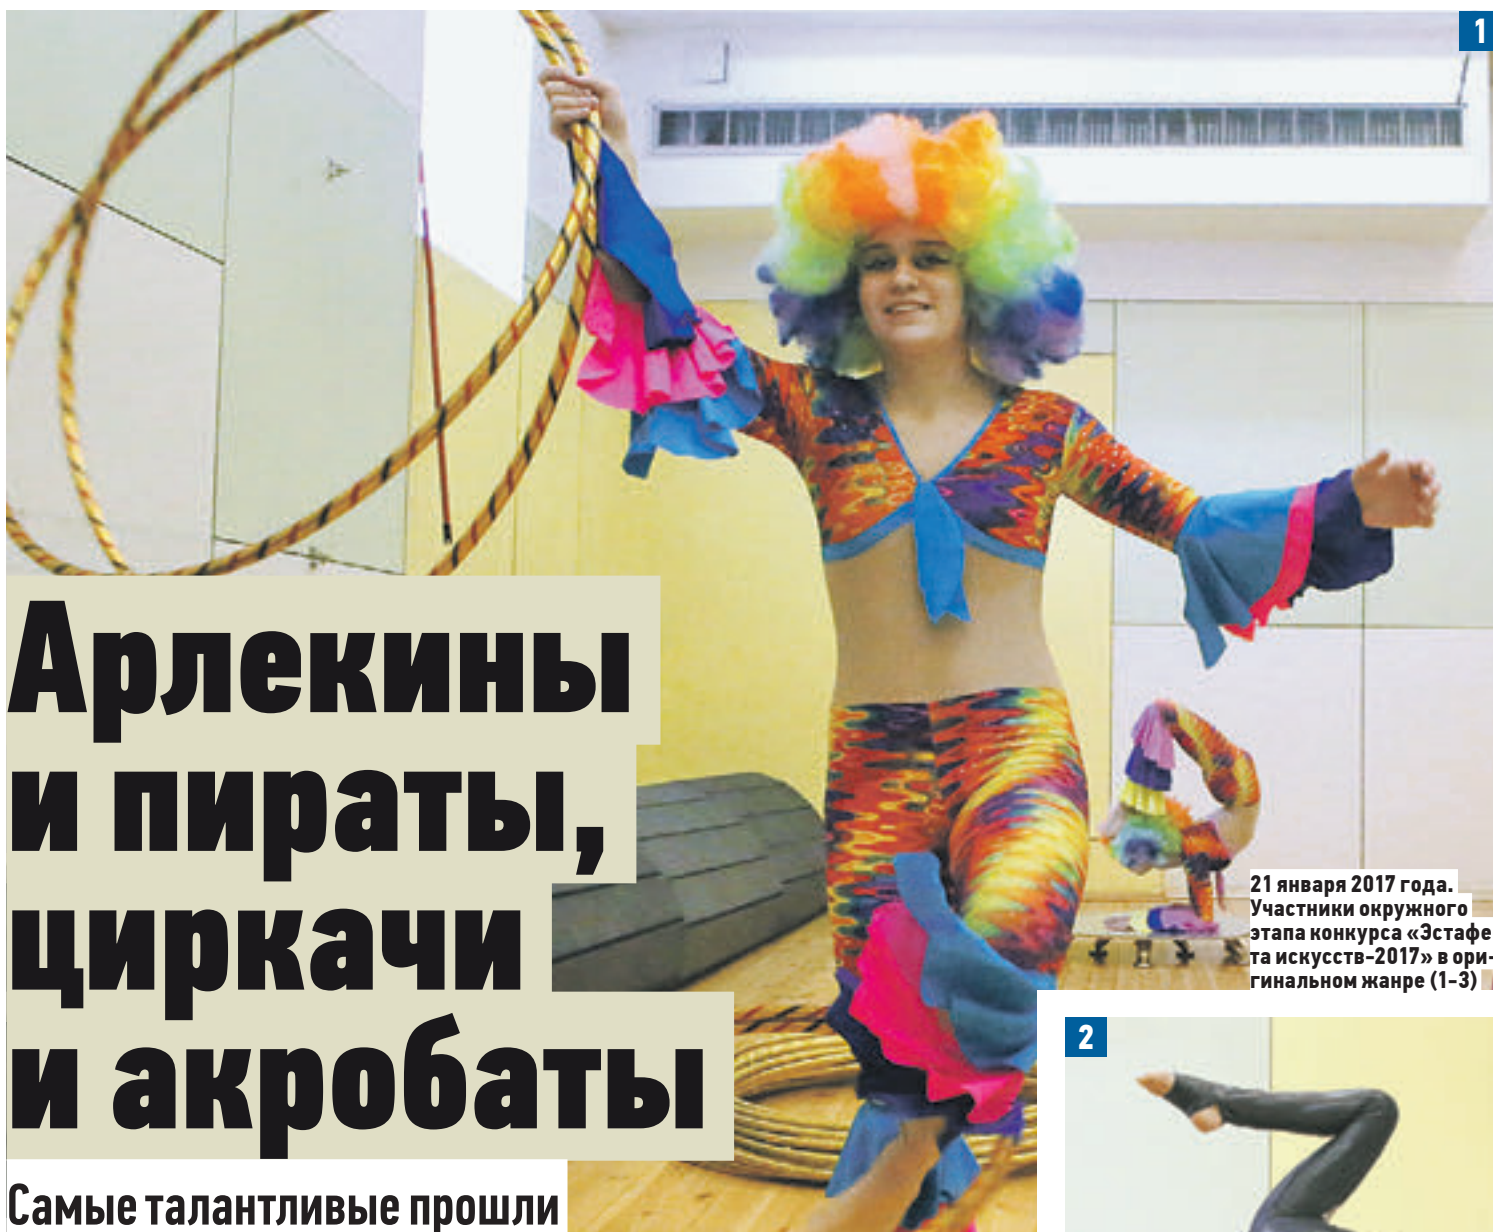 1
Арлекины
и пираты,
циркачи
и акробаты
Самые талантливые прошли
21 января 2017 года.
Участники окружного
этапа конкурса «Эстафе
та искусств-2017» в ори-
гинальном жанре (1-3)
2